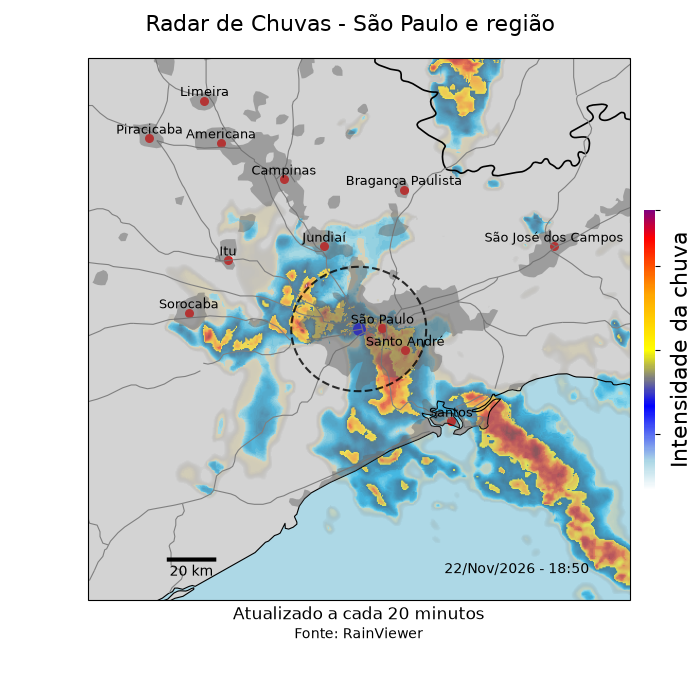 Radar de Chuvas - São Paulo e região
Limeira
Piracicaba
Americana
Campinas
Bragança Paulista
Jundiaí
São José dos Campos
Itu
Sorocaba
São Paulo
Santo André
Santos
Intensidade da chuva
20 km
22/Nov/2026 - 18:50
Atualizado a cada 20 minutos
Fonte: RainViewer